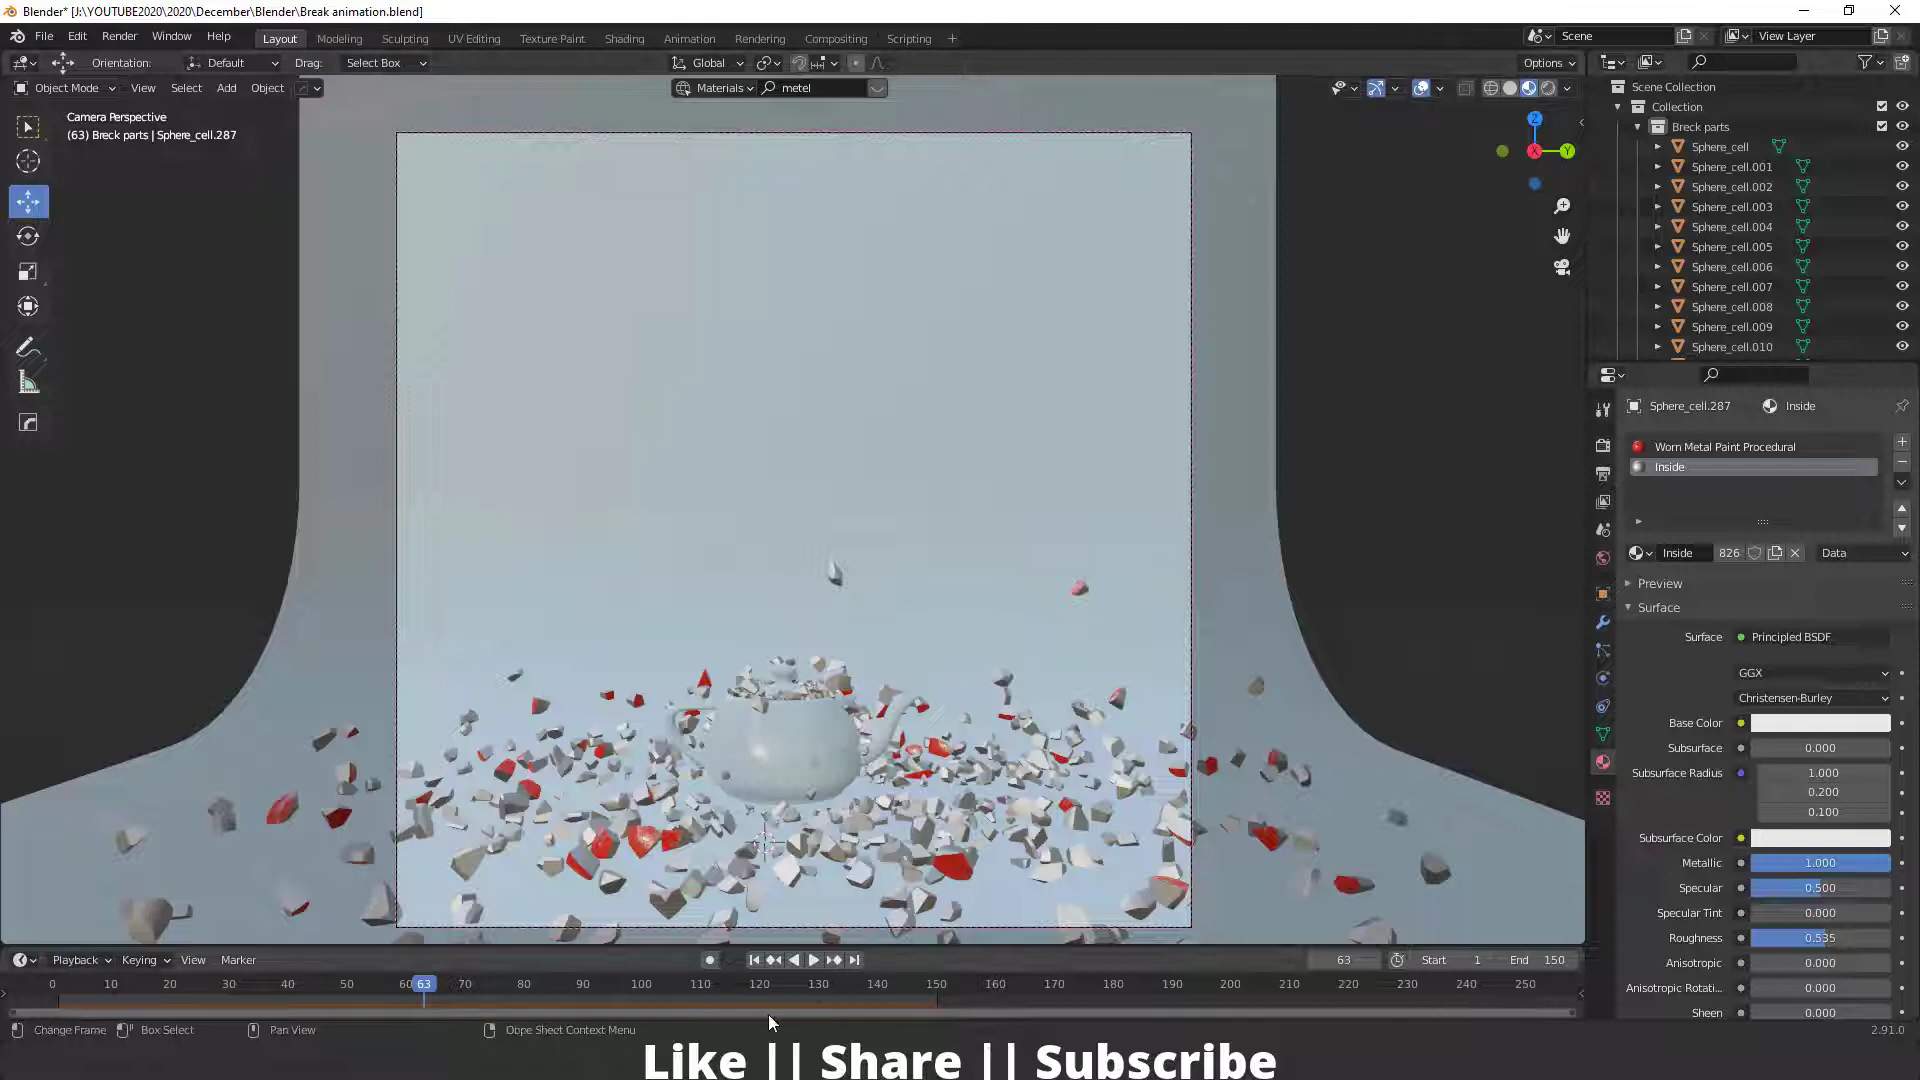 Blender* [J:\YOUTUBE2020\2020\December\Blender\Break animation.blend]
File Edit Render Window Help
Layout Modeling Sculpting UV Editing Texture Paint Shading Animation Rendering Compositing Scripting +
Scene
View Layer
Orientation: Default Drag: Select Box
Global
Options
Object Mode View Select Add Object
Materials metel
Camera Perspective
(63) Breck parts | Sphere_cell.287
Z
X
Y
Scene Collection
Collection
Breck parts
Sphere_cell
Sphere_cell.001
Sphere_cell.002
Sphere_cell.003
Sphere_cell.004
Sphere_cell.005
Sphere_cell.006
Sphere_cell.007
Sphere_cell.008
Sphere_cell.009
Sphere_cell.010
Sphere_cell.287 Inside
Worn Metal Paint Procedural
Inside
Inside 826 Data
Preview
Surface
Surface Principled BSDF
GGX
Christensen-Burley
Base Color
Subsurface 0.000
Subsurface Radius 1.000
0.200
0.100
Subsurface Color
Metallic 1.000
Specular 0.500
Specular Tint 0.000
Roughness 0.535
Anisotropic 0.000
Anisotropic Rotati... 0.000
Sheen 0.000
Playback Keying View Marker
63 Start 1 End 150
0 10 20 30 40 50 60 63 70 80 90 100 110 120 130 140 150 160 170 180 190 200 210 220 230 240 250
Change Frame Box Select Pan View Dope Sheet Context Menu
2.91.0
Like || Share || Subscribe